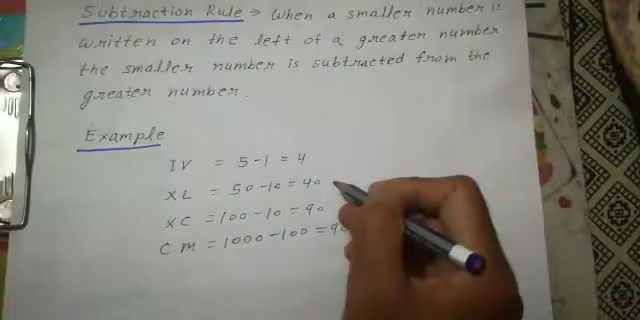 Subtraction Rule → When a smaller number is
written on the left of a greater number
the smaller number is subtracted from the
greater number.
Example
IV = 5-1 = 4
XL = 50-10 = 40
XC = 100-10 = 90
CM = 1000-100 =